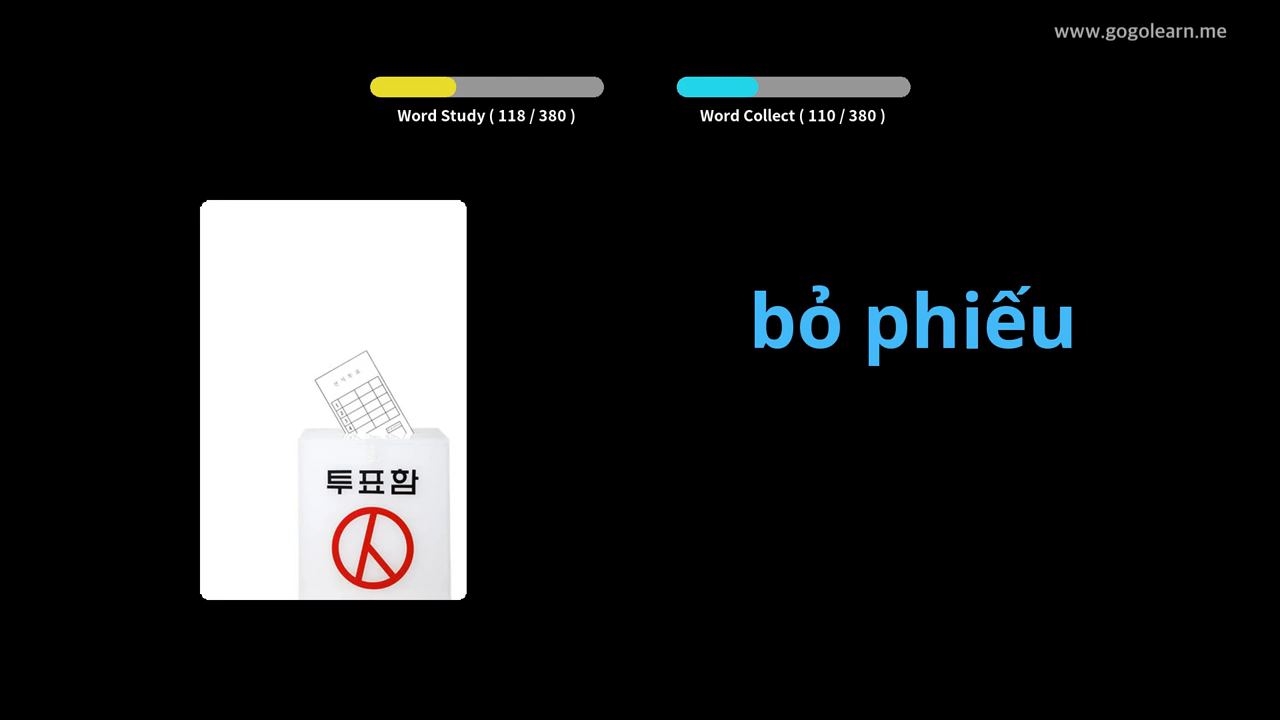 www.gogolearn.me
Word Study ( 118 / 380 )
Word Collect ( 110 / 380 )
bỏ phiếu
투표함